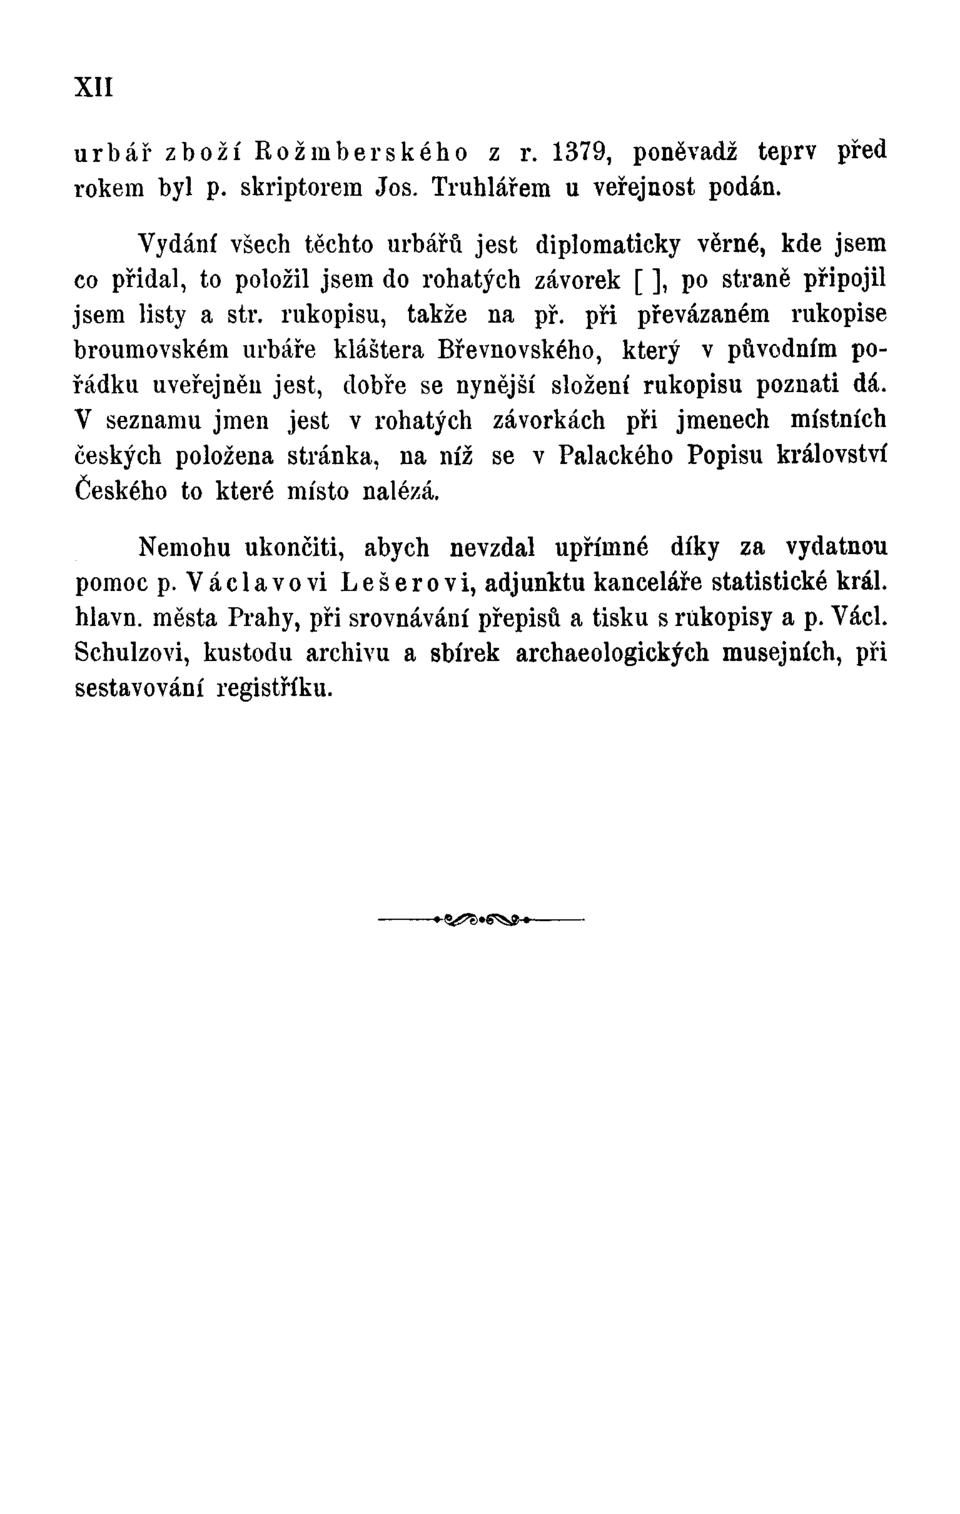 XII
urbář zboží Rožmberského z r. 1379, poněvadž teprv před
rokem byl p. skriptorem Jos. Truhlářem u veřejnost podán.
Vydání všech těchto urbářů jest diplomaticky věrné, kde jsem
co přidal, to položil jsem do rohatých závorek [ ], po straně připojil
jsem listy a str. rukopisu, takže na př. při převázaném rukopise
broumovském urbáře kláštera Břevnovského, který v původním po-
řádku uveřejněn jest, dobře se nynější složení rukopisu poznati dá.
V seznamu jmen jest v rohatých závorkách při jmenech místních
českých položena stránka, na níž se v Palackého Popisu království
Českého to které místo nalézá.
Nemohu ukončiti, abych nevzdal upřímné díky za vydatnou
pomoc p. Václavovi Lešerovi, adjunktu kanceláře statistické král.
hlavn. města Prahy, při srovnávání přepisů a tisku s rukopisy a p. Václ.
Schulzovi, kustodu archivu a sbírek archaeologických musejních, při
sestavování registříku.